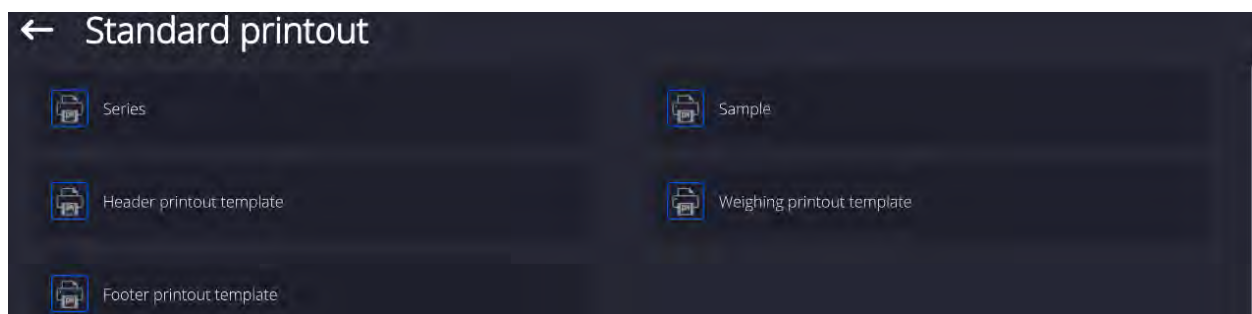 Standard printout
Series
Sample
Header printout template
Weighing printout template
Footer printout template